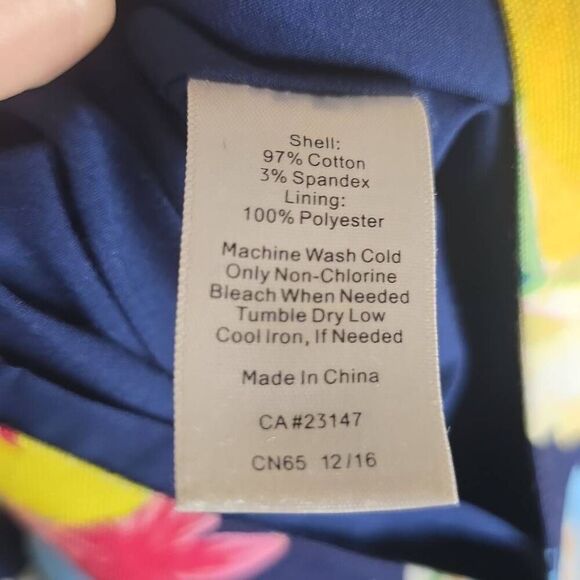 Shell:
97% Cotton
3% Spandex
Lining:
100% Polyester
Machine Wash Cold
Only Non-Chlorine
Bleach When Needed
Tumble Dry Low
Cool Iron, If Needed
Made In China
CA#23147
CN65 12/16